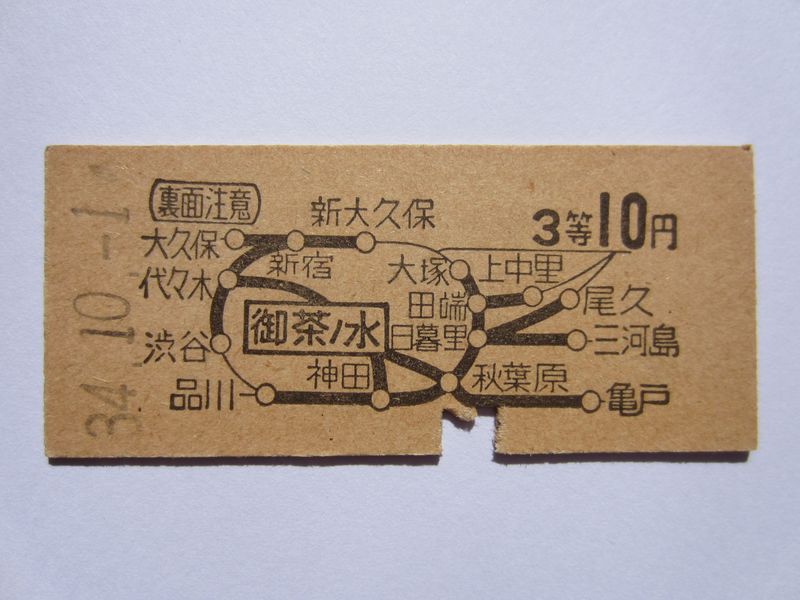 34.10.-1
裏面注意
新大久保
3等10円
大久保
新宿
大塚
上中里
代々木
田端
尾久
御茶ノ水
日暮里
三河島
渋谷
神田
秋葉原
品川
亀戸